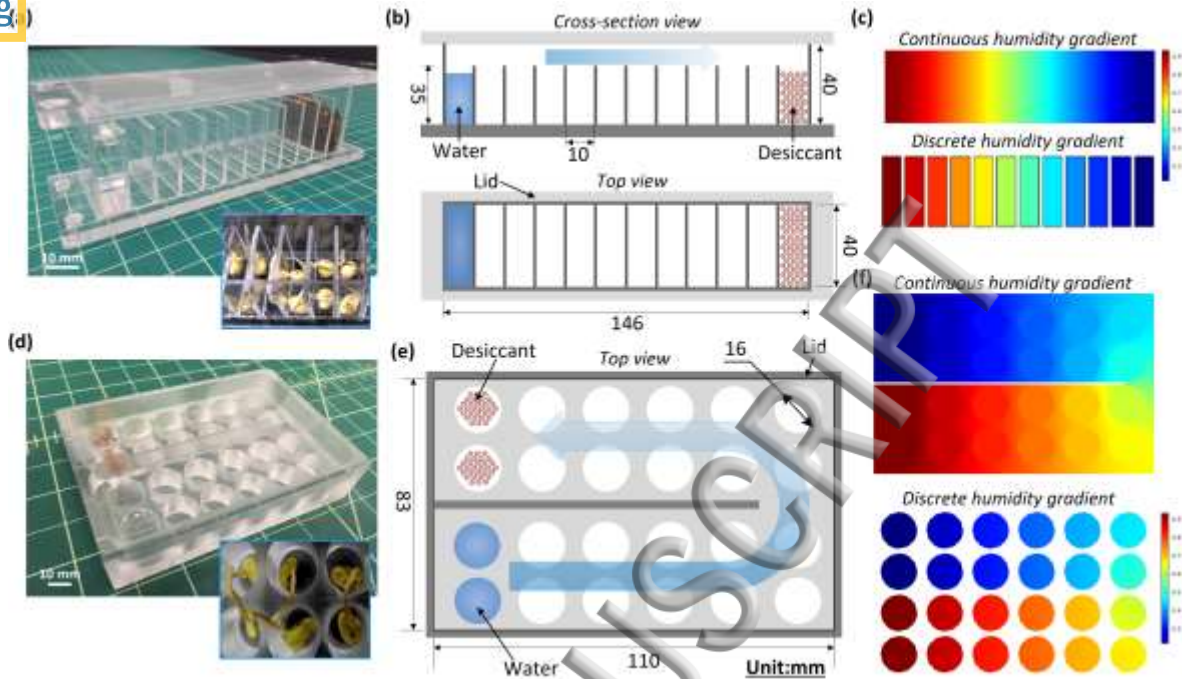 g
(a)
10 mm
(b)
Cross-section view
35
40
Water
10
Desiccant
Lid
Top view
40
146
(c)
Continuous humidity gradient
Discrete humidity gradient
(d)
10 mm
(e)
Desiccant
Top view
16
Lid
83
Water
110
Unit:mm
(f)
Continuous humidity gradient
Discrete humidity gradient
USCRIPT